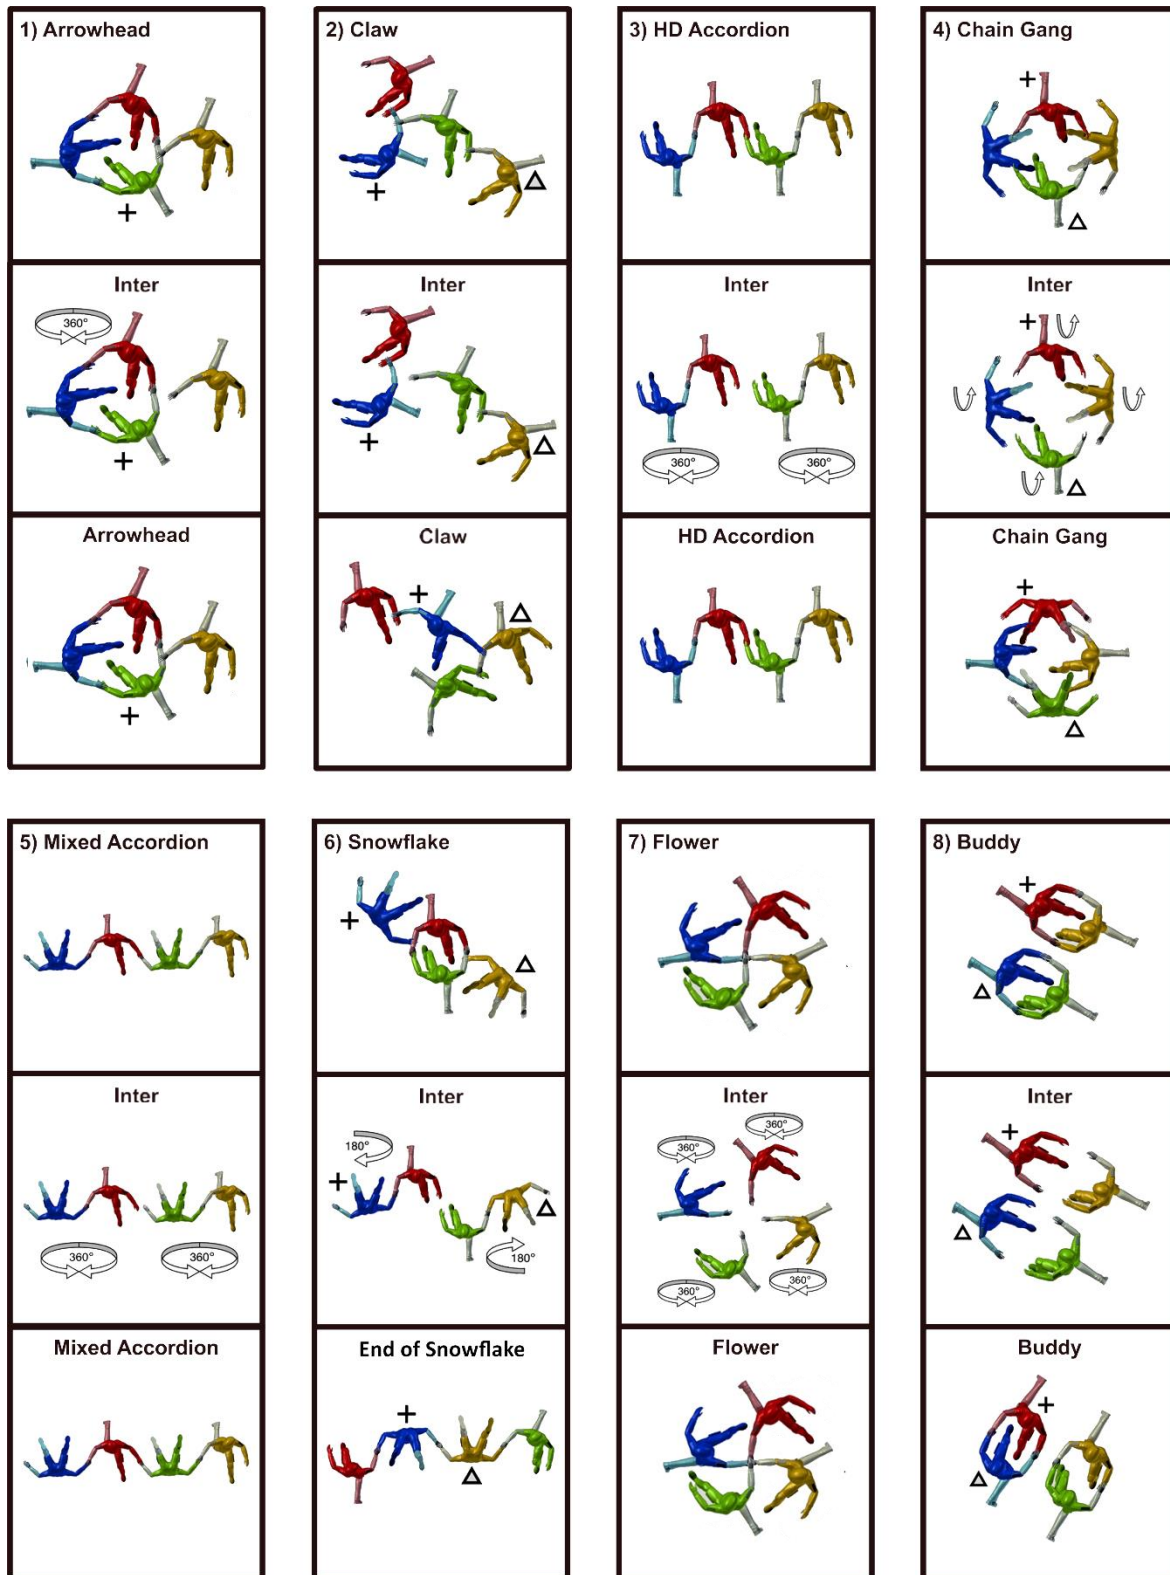 1) Arrowhead
Inter
360°
Arrowhead
2) Claw
Inter
Claw
3) HD Accordion
Inter
360°
360°
HD Accordion
4) Chain Gang
Inter
Chain Gang
5) Mixed Accordion
Inter
360°
360°
Mixed Accordion
6) Snowflake
Inter
180°
180°
End of Snowflake
7) Flower
Inter
360°
360°
360°
360°
Flower
8) Buddy
Inter
Buddy